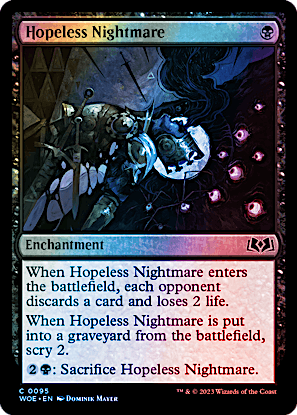 Hopeless Nightmare
Enchantment
When Hopeless Nightmare enters
the battlefield, each opponent
discards a card and loses 2 life.
When Hopeless Nightmare is put
into a graveyard from the battlefield,
scry 2.
2: Sacrifice Hopeless Nightmare.
C 0095
WOE • EN Dominik Mayer
™ & © 2023 Wizards of the Coast